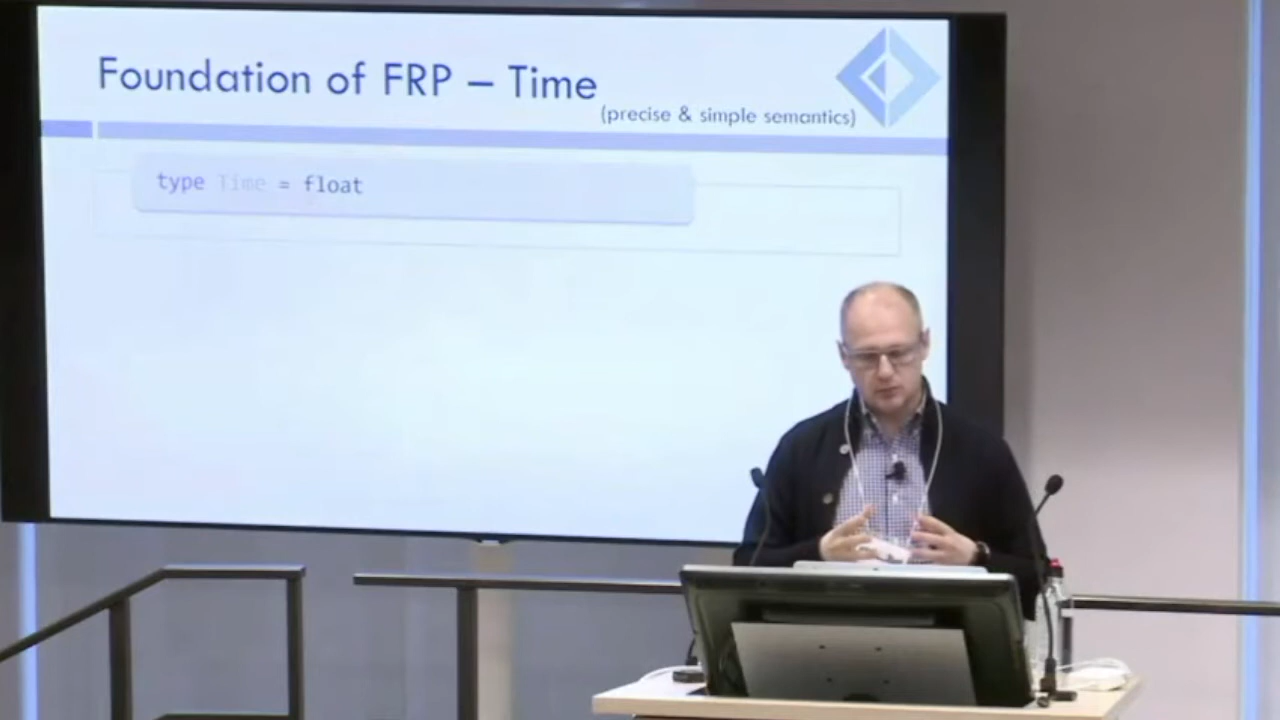 Foundation of FRP – Time
(precise & simple semantics)
type Time = float